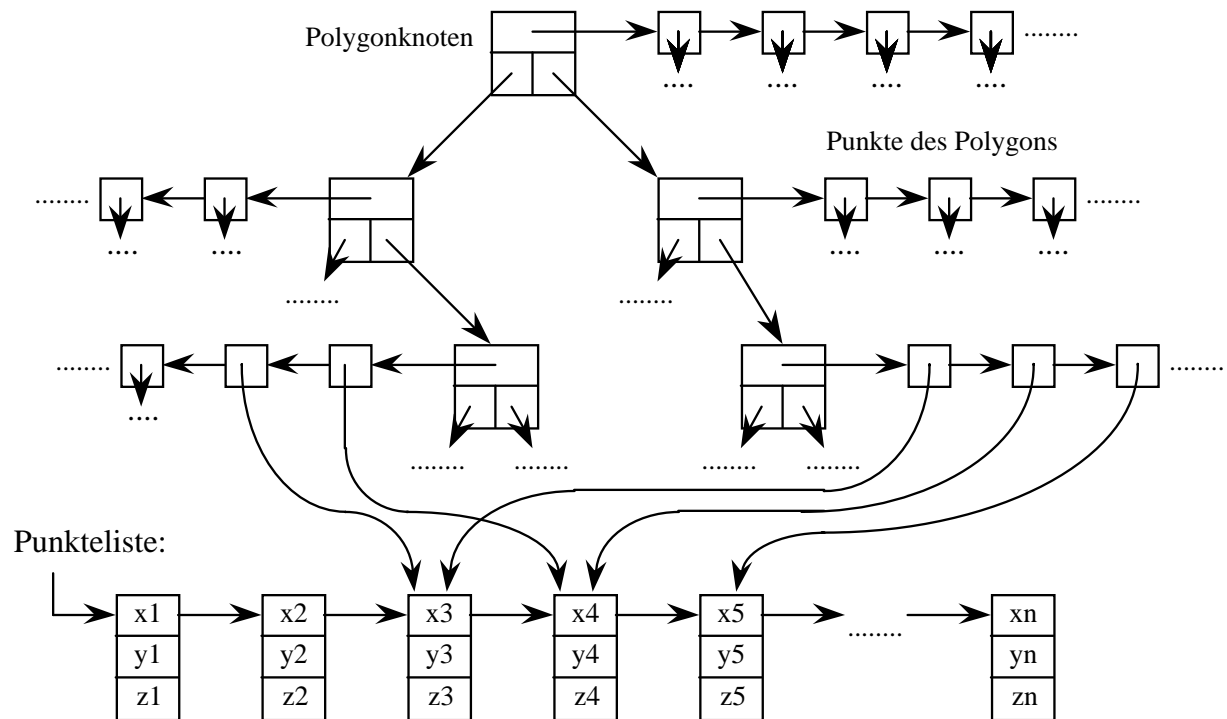 Polygonknoten
........
.... .... .... ....
Punkte des Polygons
........ ........
.... .... .... .... ....
........ ........
........ ........
....
........ ........ ........ ........
Punkteliste:
x1 x2 x3 x4 x5 ........ xn
y1 y2 y3 y4 y5 yn
z1 z2 z3 z4 z5 zn